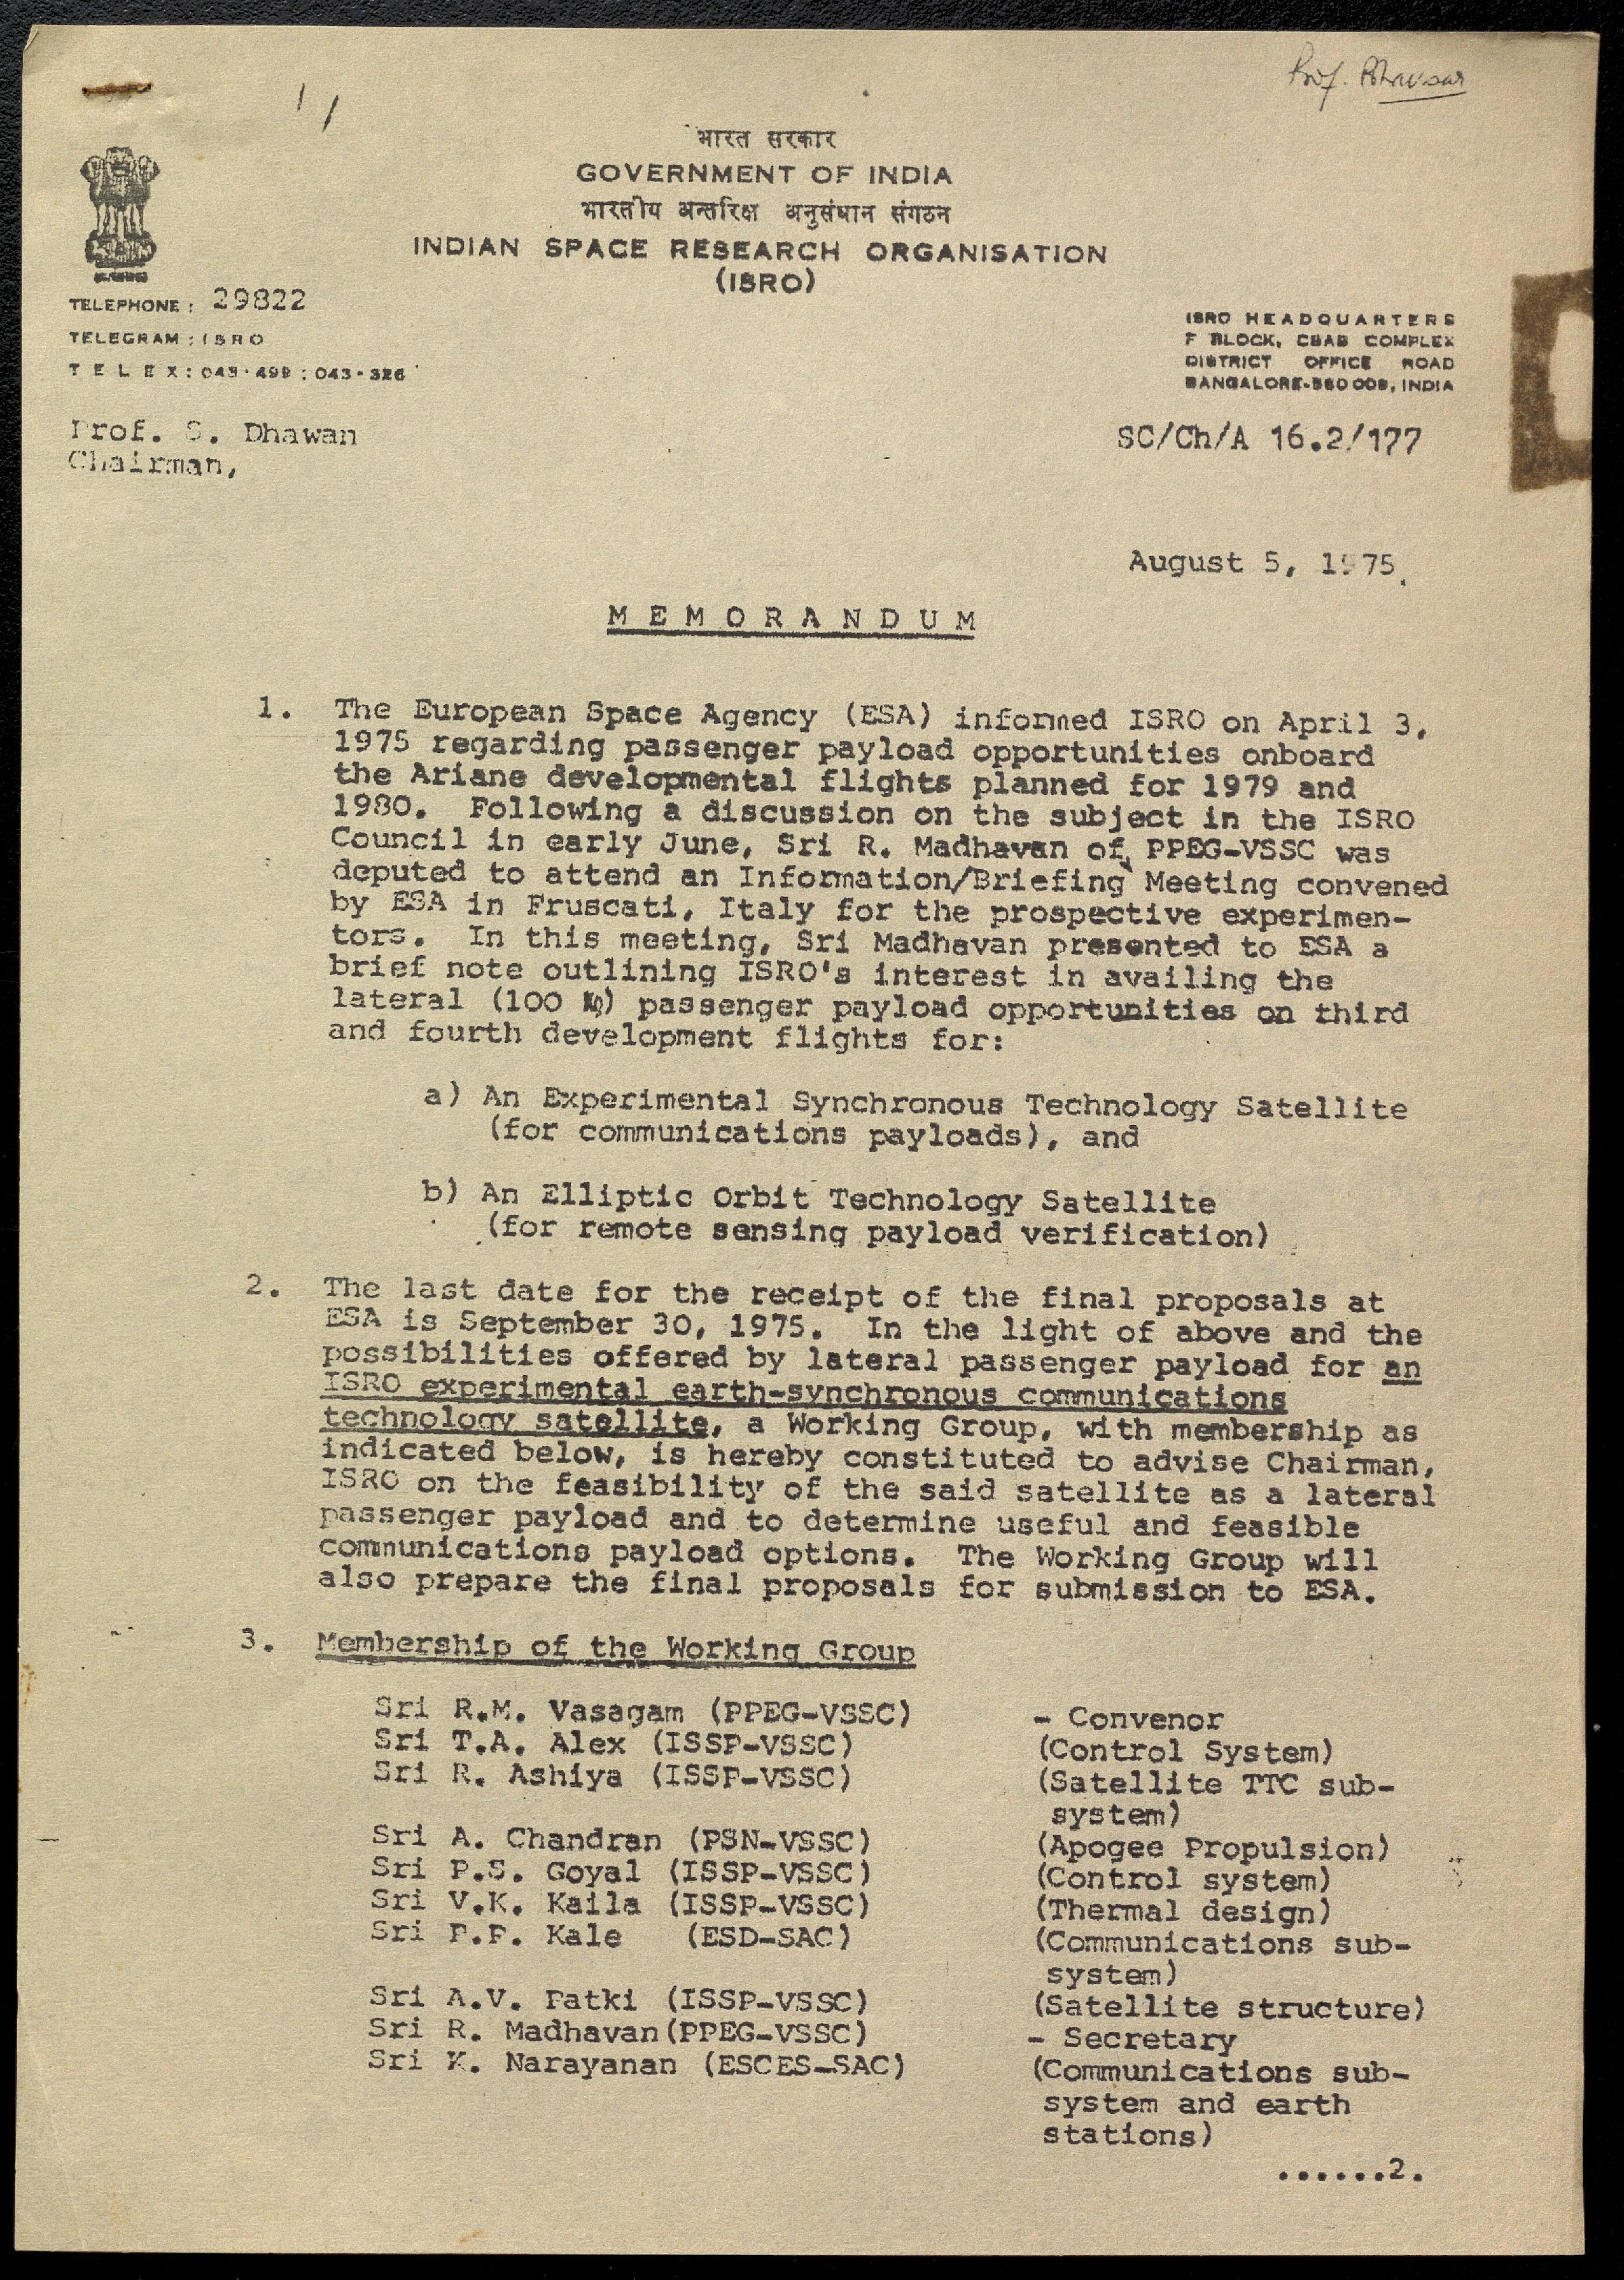 Prof. Bhavsar
भारत सरकार
GOVERNMENT OF INDIA
भारतीय अन्तरिक्ष अनुसंधान संगठन
INDIAN SPACE RESEARCH ORGANISATION
(ISRO)
TELEPHONE : 29822
TELEGRAM : ISRO
TELEX : 043-499 : 043-326
ISRO HEADQUARTERS
F BLOCK, CBAB COMPLEX
DISTRICT OFFICE ROAD
BANGALORE-560 009, INDIA
Prof. S. Dhawan
Chairman,
SC/Ch/A 16.2/177
August 5, 1975.
MEMORANDUM
1. The European Space Agency (ESA) informed ISRO on April 3,
1975 regarding passenger payload opportunities onboard
the Ariane developmental flights planned for 1979 and
1980. Following a discussion on the subject in the ISRO
Council in early June, Sri R. Madhavan of PPEG-VSSC was
deputed to attend an Information/Briefing Meeting convened
by ESA in Fruscati, Italy for the prospective experimen-
tors. In this meeting, Sri Madhavan presented to ESA a
brief note outlining ISRO's interest in availing the
lateral (100 Kg) passenger payload opportunities on third
and fourth development flights for:
a) An Experimental Synchronous Technology Satellite
(for communications payloads), and
b) An Elliptic Orbit Technology Satellite
(for remote sensing payload verification)
2. The last date for the receipt of the final proposals at
ESA is September 30, 1975. In the light of above and the
possibilities offered by lateral passenger payload for an
ISRO experimental earth-synchronous communications
technology satellite, a Working Group, with membership as
indicated below, is hereby constituted to advise Chairman,
ISRO on the feasibility of the said satellite as a lateral
passenger payload and to determine useful and feasible
communications payload options. The Working Group will
also prepare the final proposals for submission to ESA.
3. Membership of the Working Group
Sri R.M. Vasagam (PPEG-VSSC) - Convenor
Sri T.A. Alex (ISSP-VSSC) (Control System)
Sri R. Ashiya (ISSP-VSSC) (Satellite TTC sub-
system)
Sri A. Chandran (PSN-VSSC) (Apogee Propulsion)
Sri P.S. Goyal (ISSP-VSSC) (Control system)
Sri V.K. Kaila (ISSP-VSSC) (Thermal design)
Sri P.P. Kale (ESD-SAC) (Communications sub-
system)
Sri A.V. Patki (ISSP-VSSC) (Satellite structure)
Sri R. Madhavan (PPEG-VSSC) - Secretary
Sri K. Narayanan (ESCES-SAC) (Communications sub-
system and earth
stations)
......2.